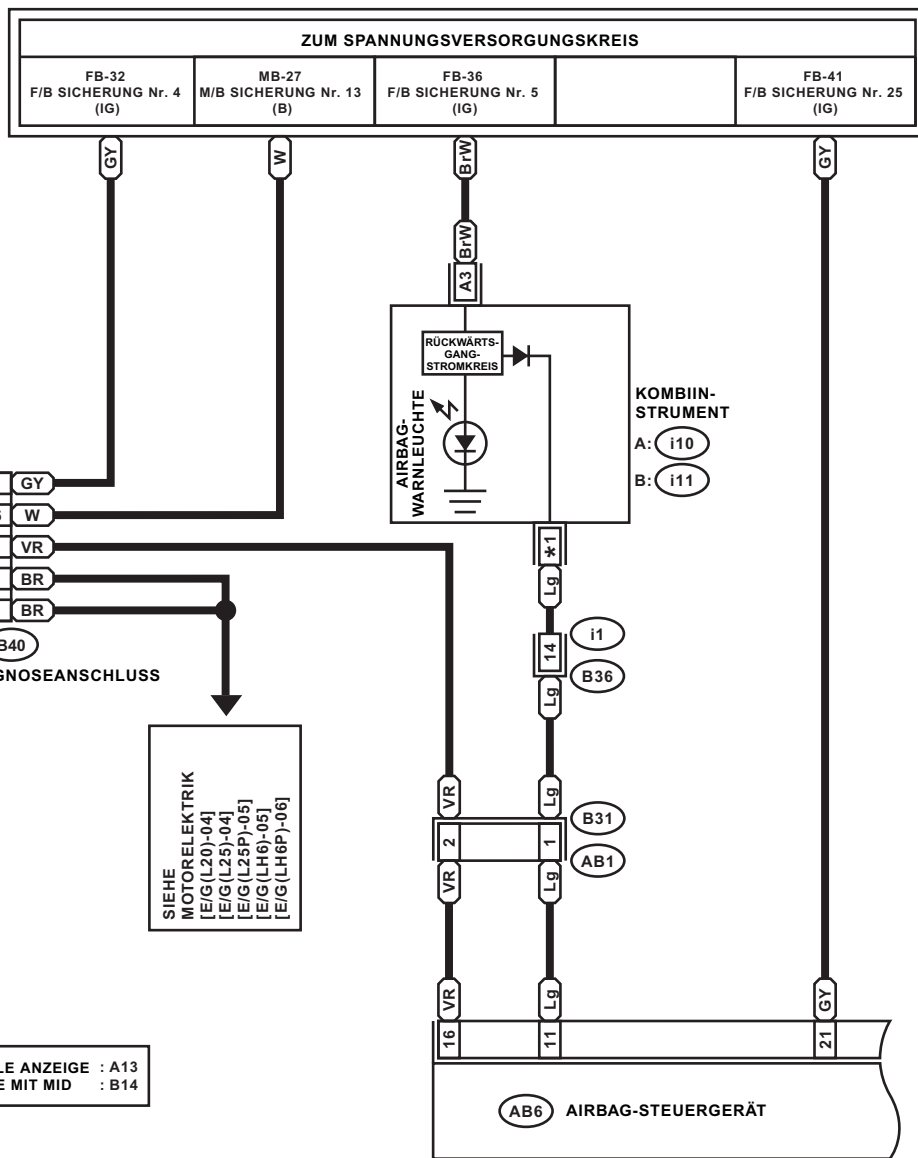 ZUM SPANNUNGSVERSORGUNGSKREIS
FB-32
F/B SICHERUNG Nr. 4
(IG)
MB-27
M/B SICHERUNG Nr. 13
(B)
FB-36
F/B SICHERUNG Nr. 5
(IG)
FB-41
F/B SICHERUNG Nr. 25
(IG)
GY
W
BrW
GY
BrW
A3
RÜCKWÄRTS-
GANG-
STROMKREIS
AIRBAG-
WARNLEUCHTE
KOMBIIN-
STRUMENT
A: i10
B: i11
GY
W
VR
BR
BR
B40
GNOSEANSCHLUSS
*1
Lg
14
i1
B36
Lg
SIEHE
MOTORELEKTRIK
[E/G(L20)-04]
[E/G(L25)-04]
[E/G(L25P)-05]
[E/G(LH6)-05]
[E/G(LH6P)-06]
VR
Lg
B31
2
1
AB1
VR
Lg
VR
Lg
GY
16
11
21
LE ANZEIGE : A13
E MIT MID : B14
AB6 AIRBAG-STEUERGERÄT